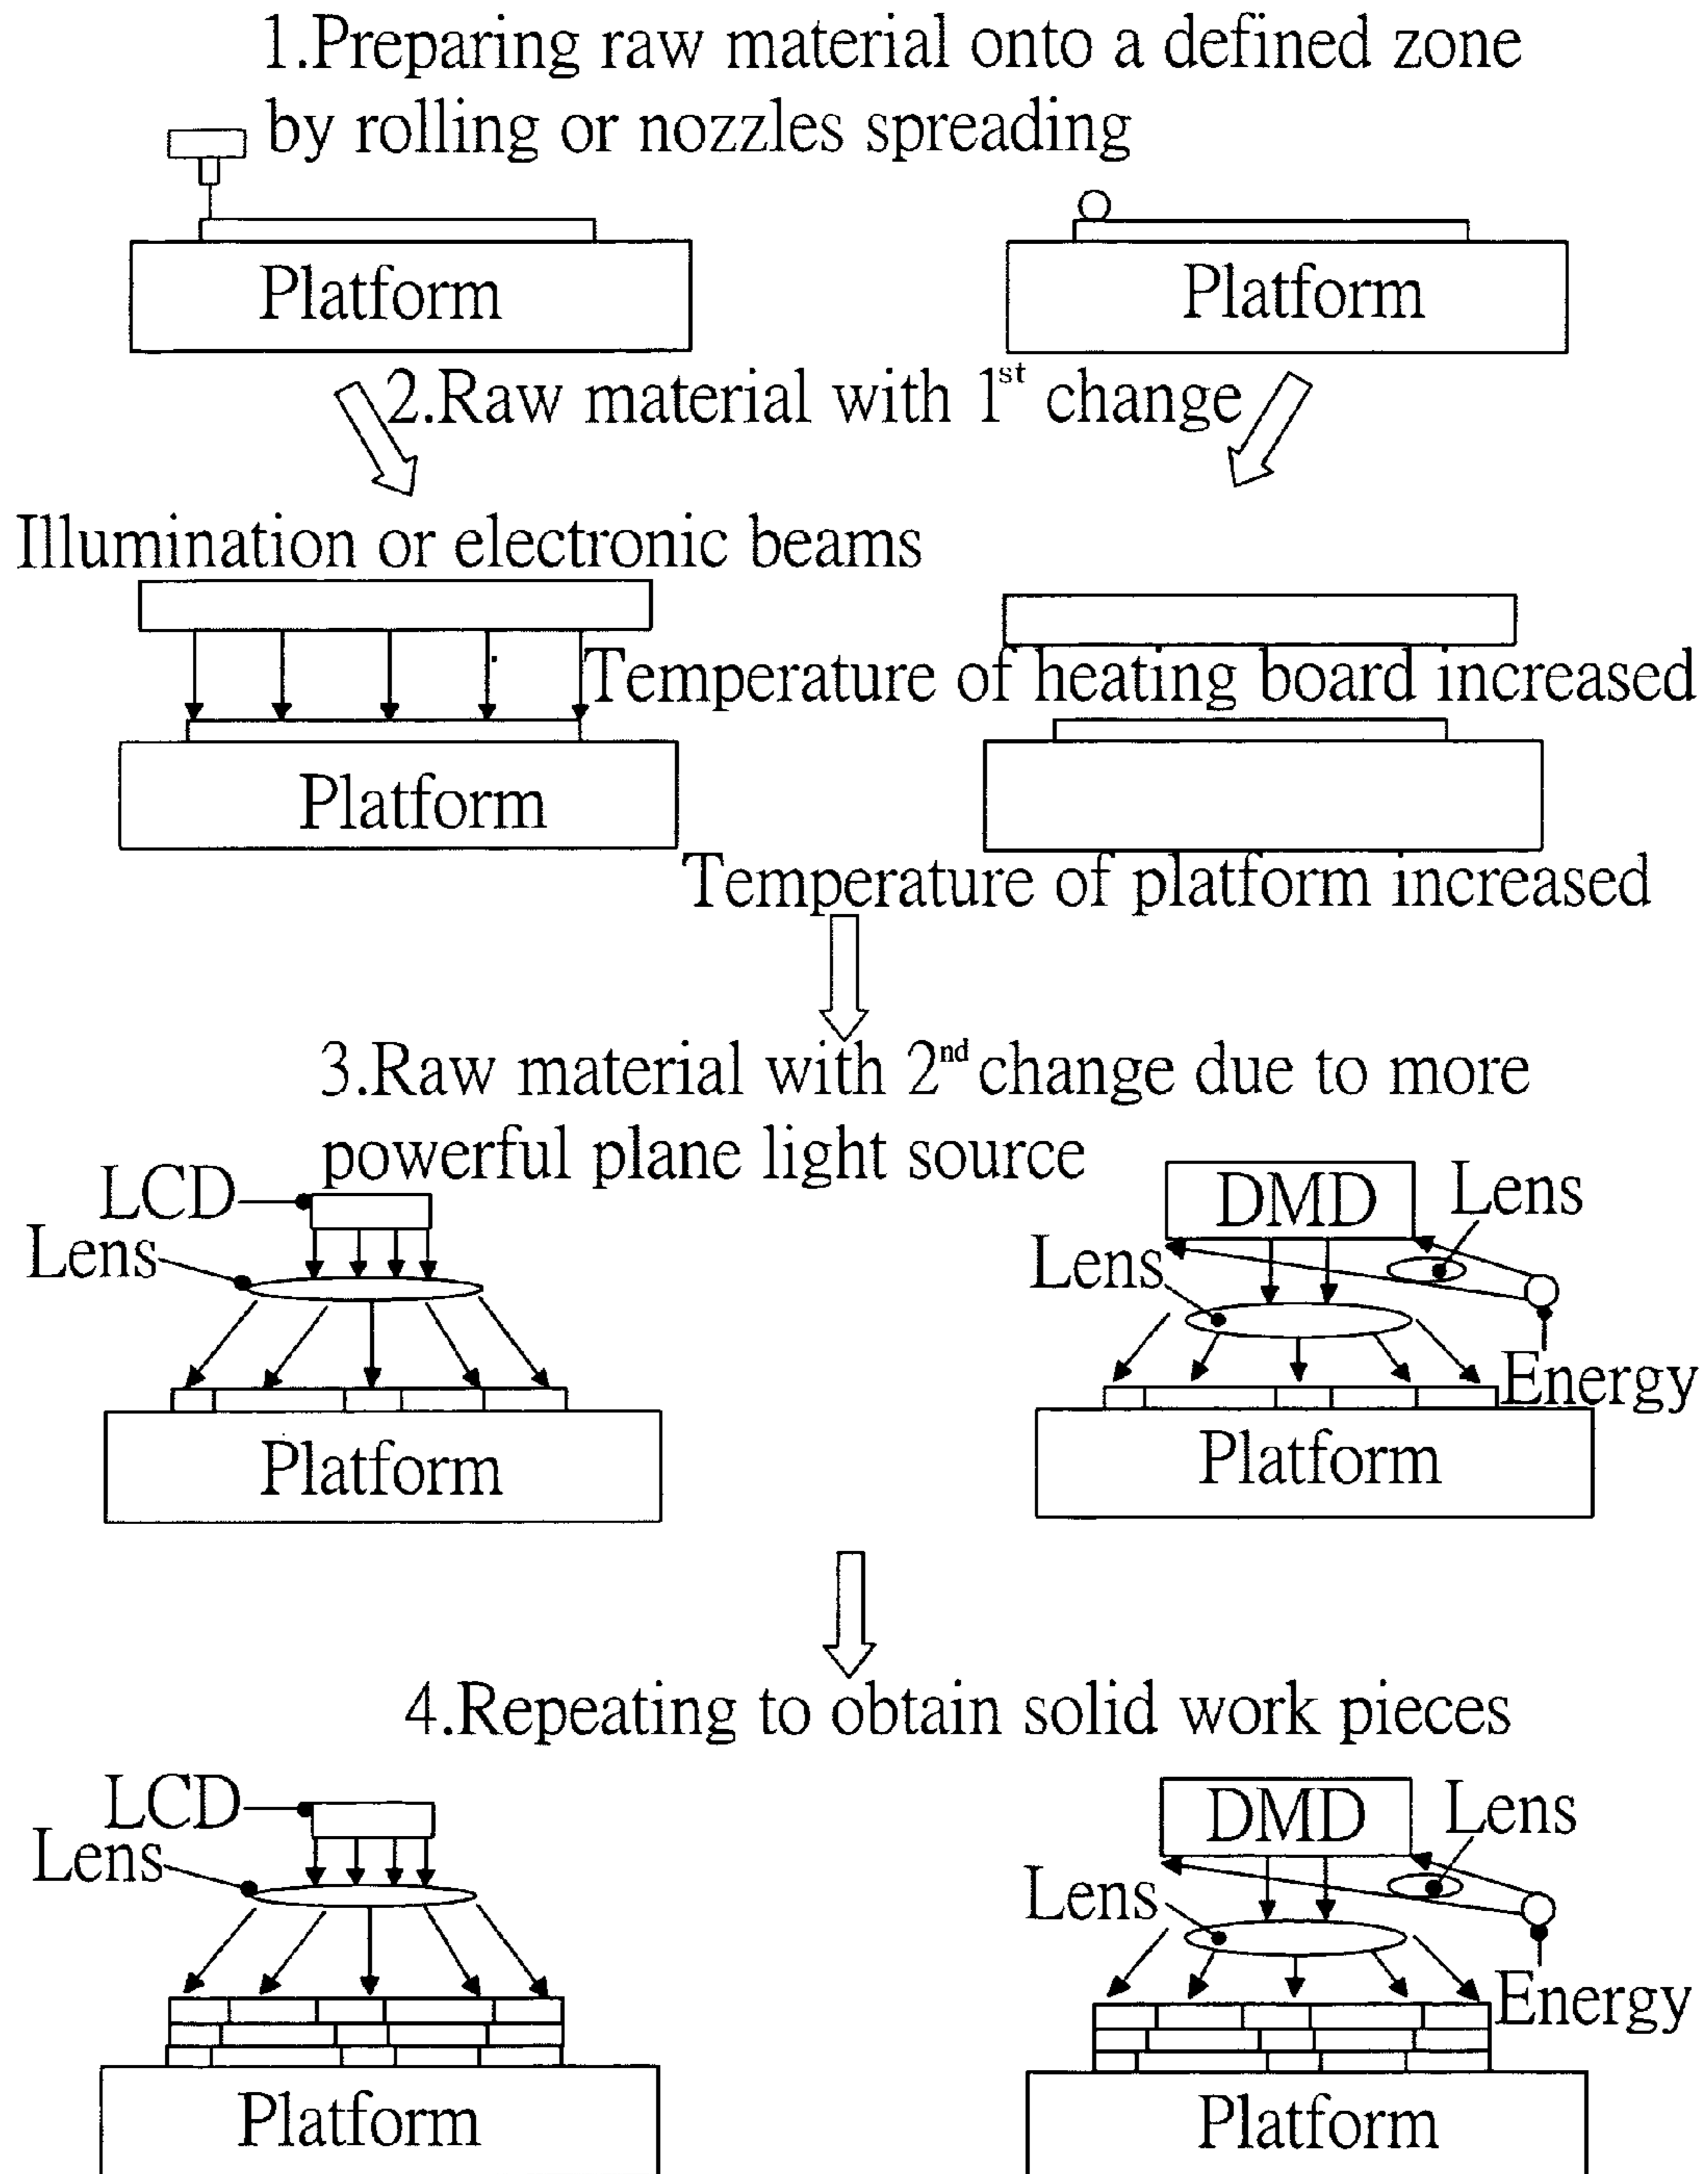 1.Preparing raw material onto a defined zone
by rolling or nozzles spreading
Platform
Platform
2.Raw material with 1st change
Illumination or electronic beams
Temperature of heating board increased
Platform
Temperature of platform increased
3.Raw material with 2nd change due to more
powerful plane light source
LCD
Lens
DMD
Lens
Lens
Energy
Platform
Platform
4.Repeating to obtain solid work pieces
LCD
Lens
DMD
Lens
Lens
Energy
Platform
Platform